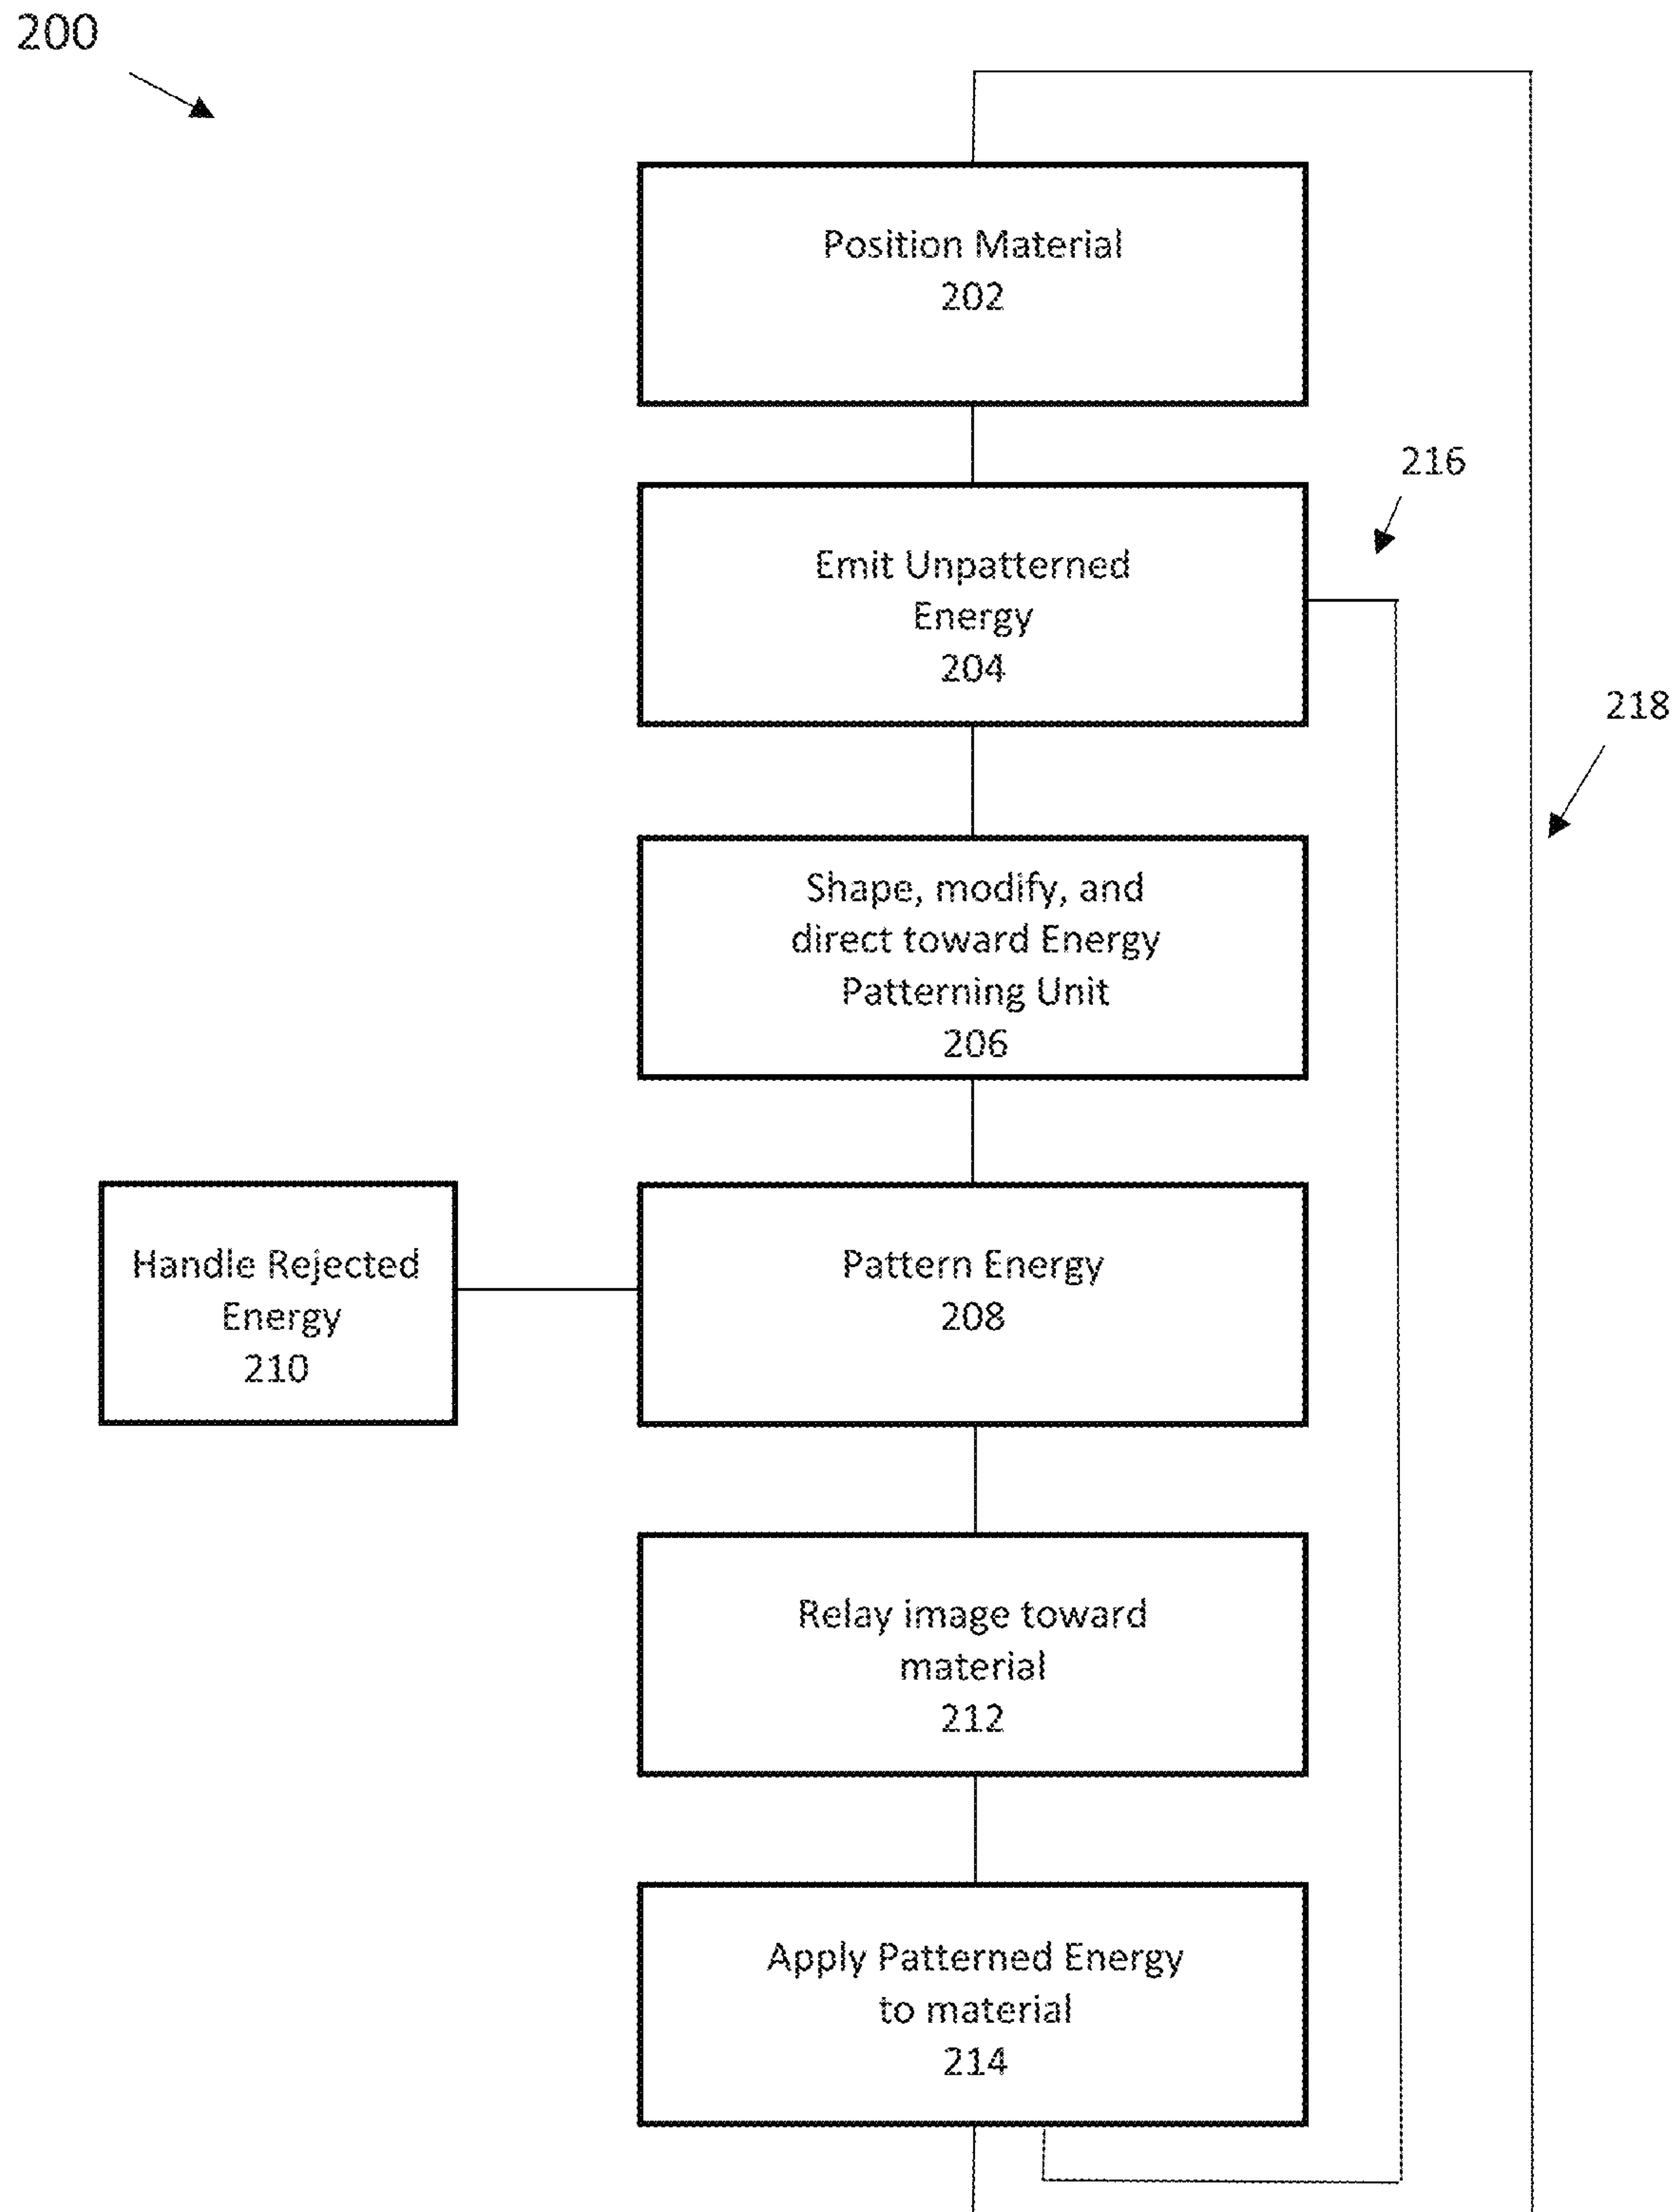 200
Position Material
202
216
Emit Unpatterned
Energy
204
218
Shape, modify, and
direct toward Energy
Patterning Unit
206
Handle Rejected
Energy
210
Pattern Energy
208
Relay image toward
material
212
Apply Patterned Energy
to material
214